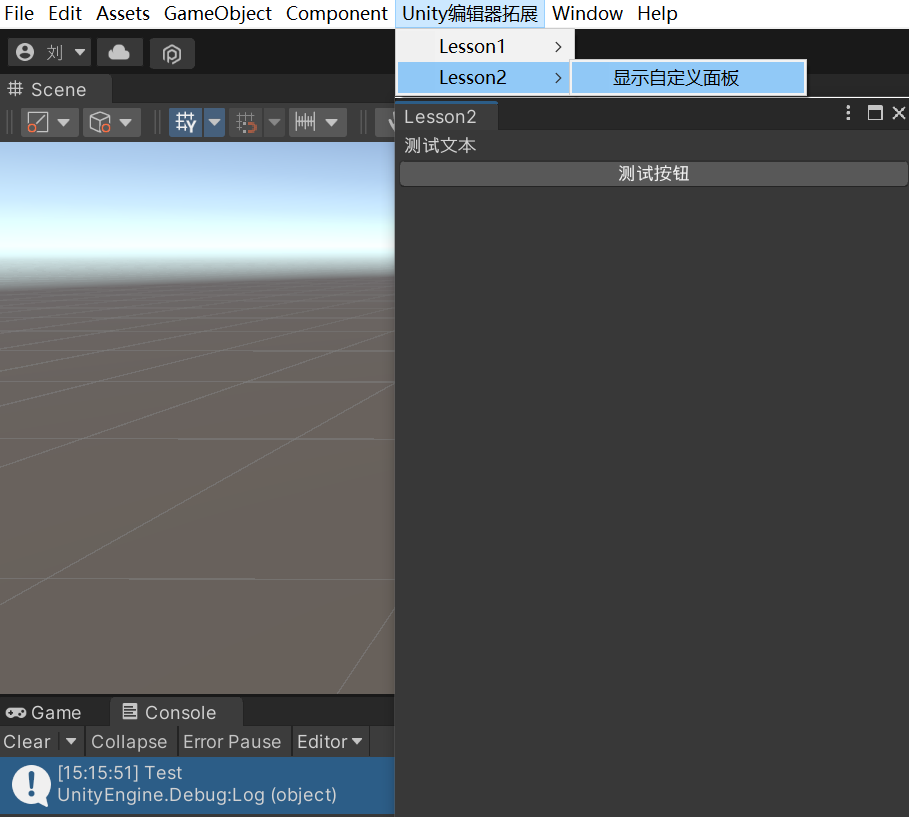 File Edit Assets GameObject Component Unity编辑器拓展 Window Help
刘
Lesson1
Lesson2
显示自定义面板
Scene
Lesson2
测试文本
测试按钮
Game
Console
Clear
Collapse
Error Pause
Editor
[15:15:51] Test
UnityEngine.Debug:Log (object)